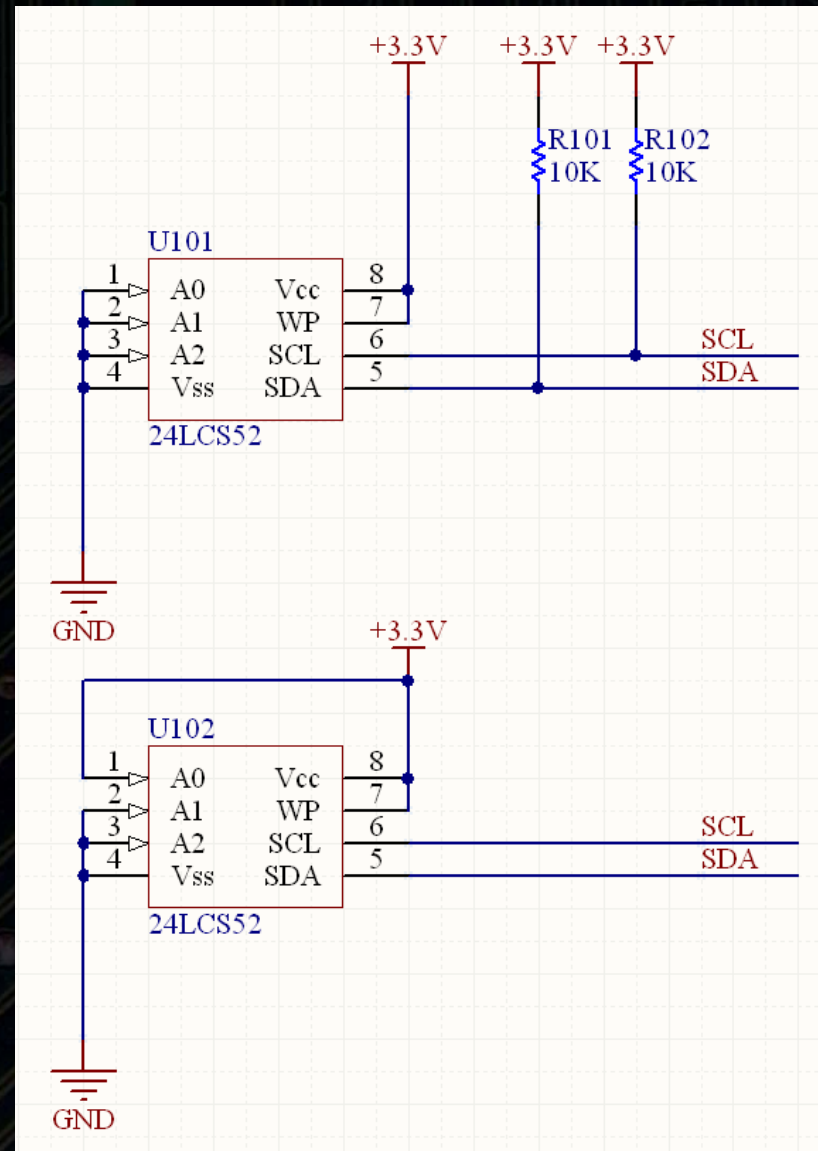 +3.3V +3.3V +3.3V
R101 R102
10K 10K
U101
1 A0 Vcc 8
2 A1 WP 7
3 A2 SCL 6 SCL
4 Vss SDA 5 SDA
24LCS52
GND
+3.3V
U102
1 A0 Vcc 8
2 A1 WP 7
3 A2 SCL 6 SCL
4 Vss SDA 5 SDA
24LCS52
GND